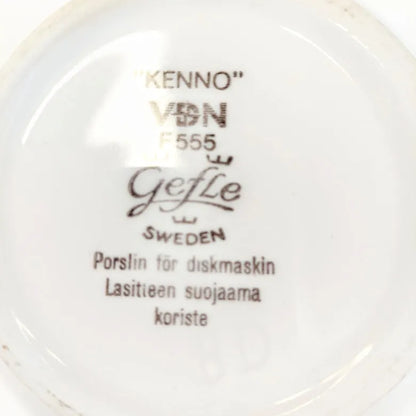 "KENNO"
VDN
F555
Gefle
SWEDEN
Porslin för diskmaskin
Lasitteen suojaama
koriste